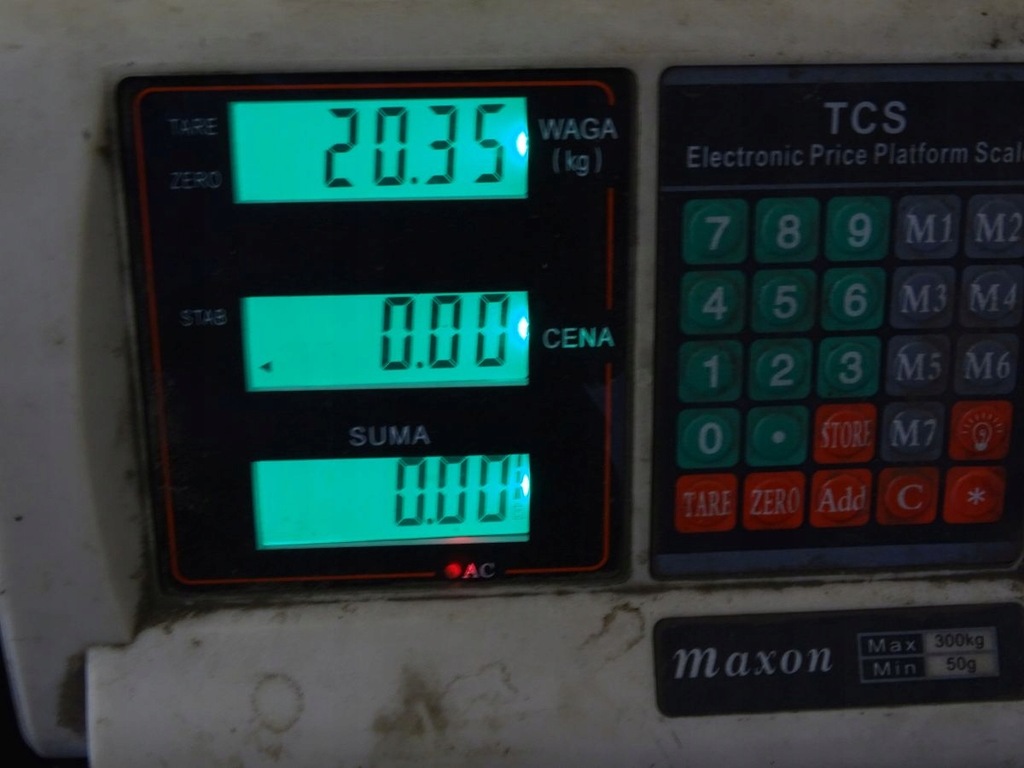 TARE
20.35
WAGA
ZERO
(kg)
STAB
0.00
CENA
SUMA
0.00
AC
TCS
Electronic Price Platform Scal
7 8 9 M1 M2
4 5 6 M3 M4
1 2 3 M5 M6
0 . STORE M7
TARE ZERO Add C *
maxon
Max 300kg
Min 50g